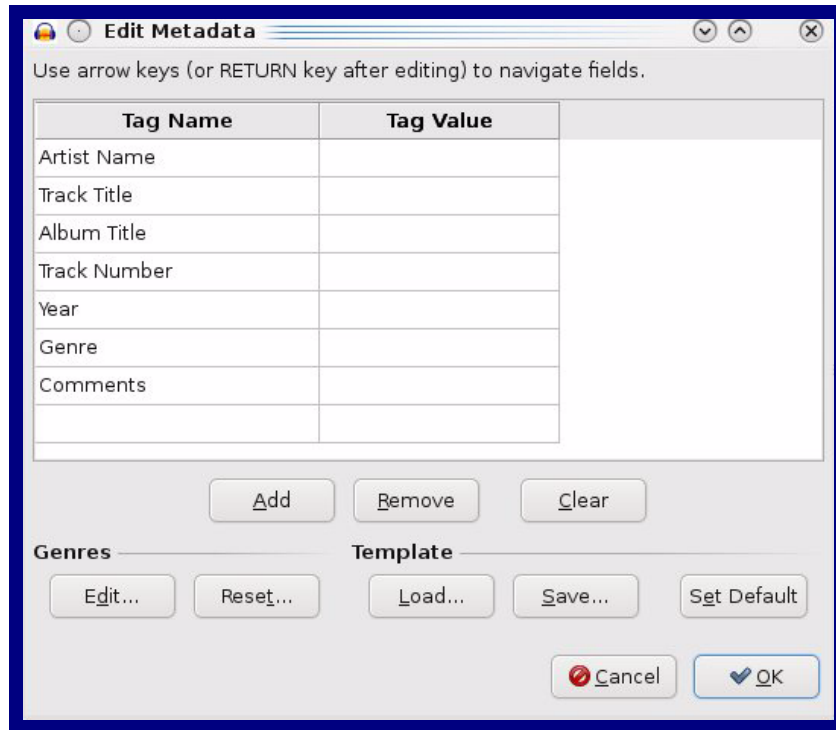 Edit Metadata
Use arrow keys (or RETURN key after editing) to navigate fields.
Tag Name Tag Value
Artist Name
Track Title
Album Title
Track Number
Year
Genre
Comments
Add Remove Clear
Genres Template
Edit... Reset... Load... Save... Set Default
Cancel OK